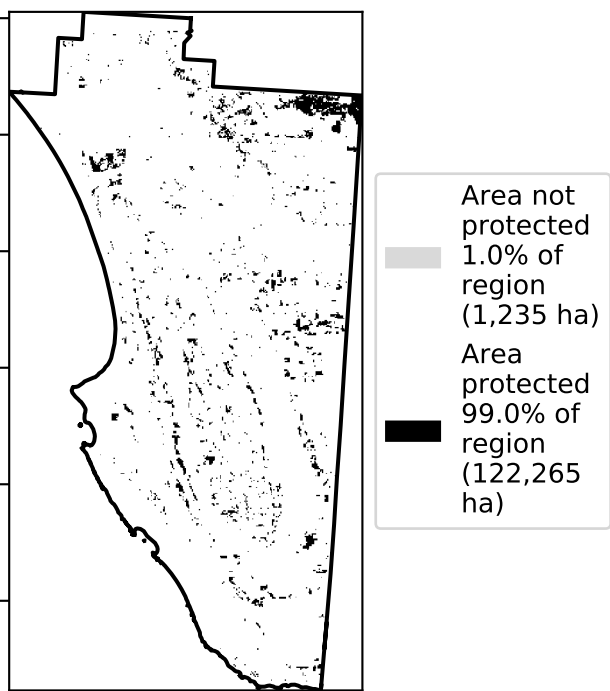 Area not
protected
1.0% of
region
(1,235 ha)
Area
protected
99.0% of
region
(122,265
ha)